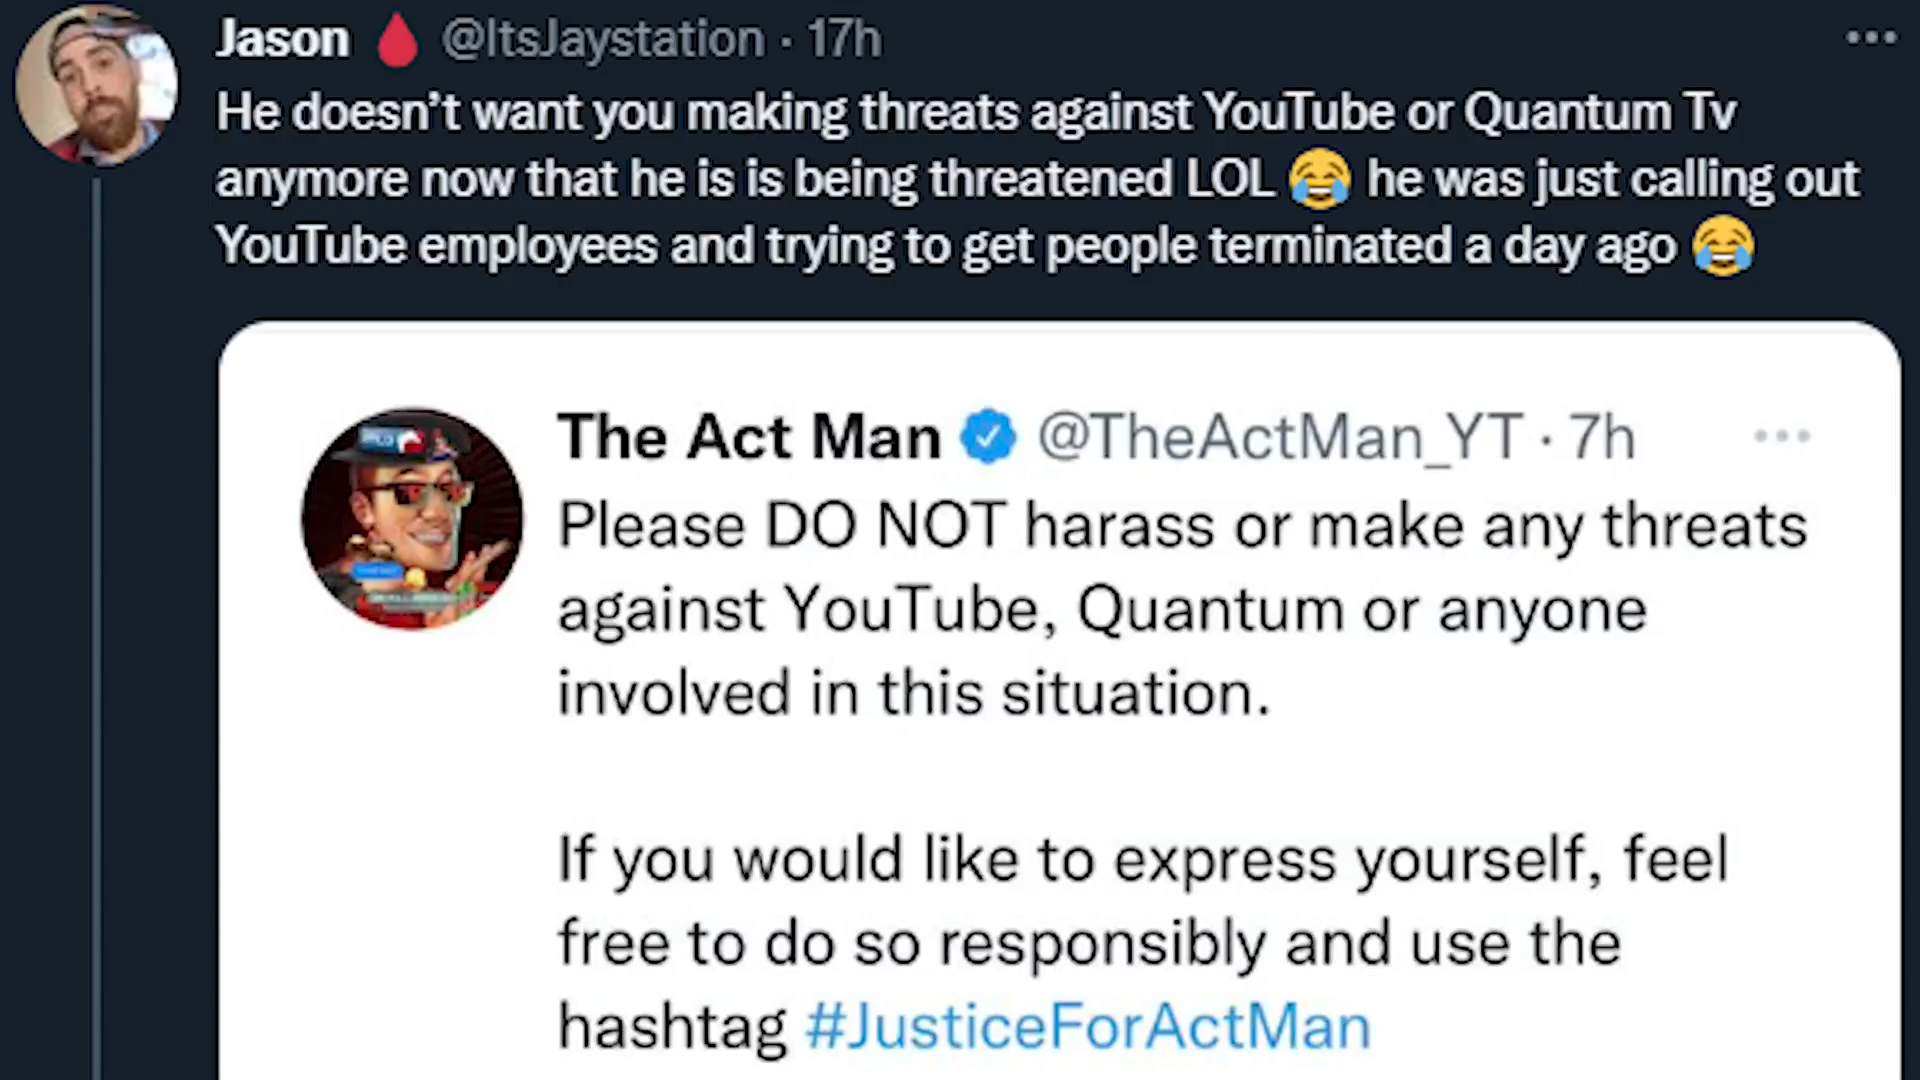 Jason 🩸 @ItsJaystation · 17h
He doesn't want you making threats against YouTube or Quantum Tv
anymore now that he is is being threatened LOL 😂 he was just calling out
YouTube employees and trying to get people terminated a day ago 😂
The Act Man @TheActMan_YT · 7h
Please DO NOT harass or make any threats
against YouTube, Quantum or anyone
involved in this situation.
If you would like to express yourself, feel
free to do so responsibly and use the
hashtag #JusticeForActMan